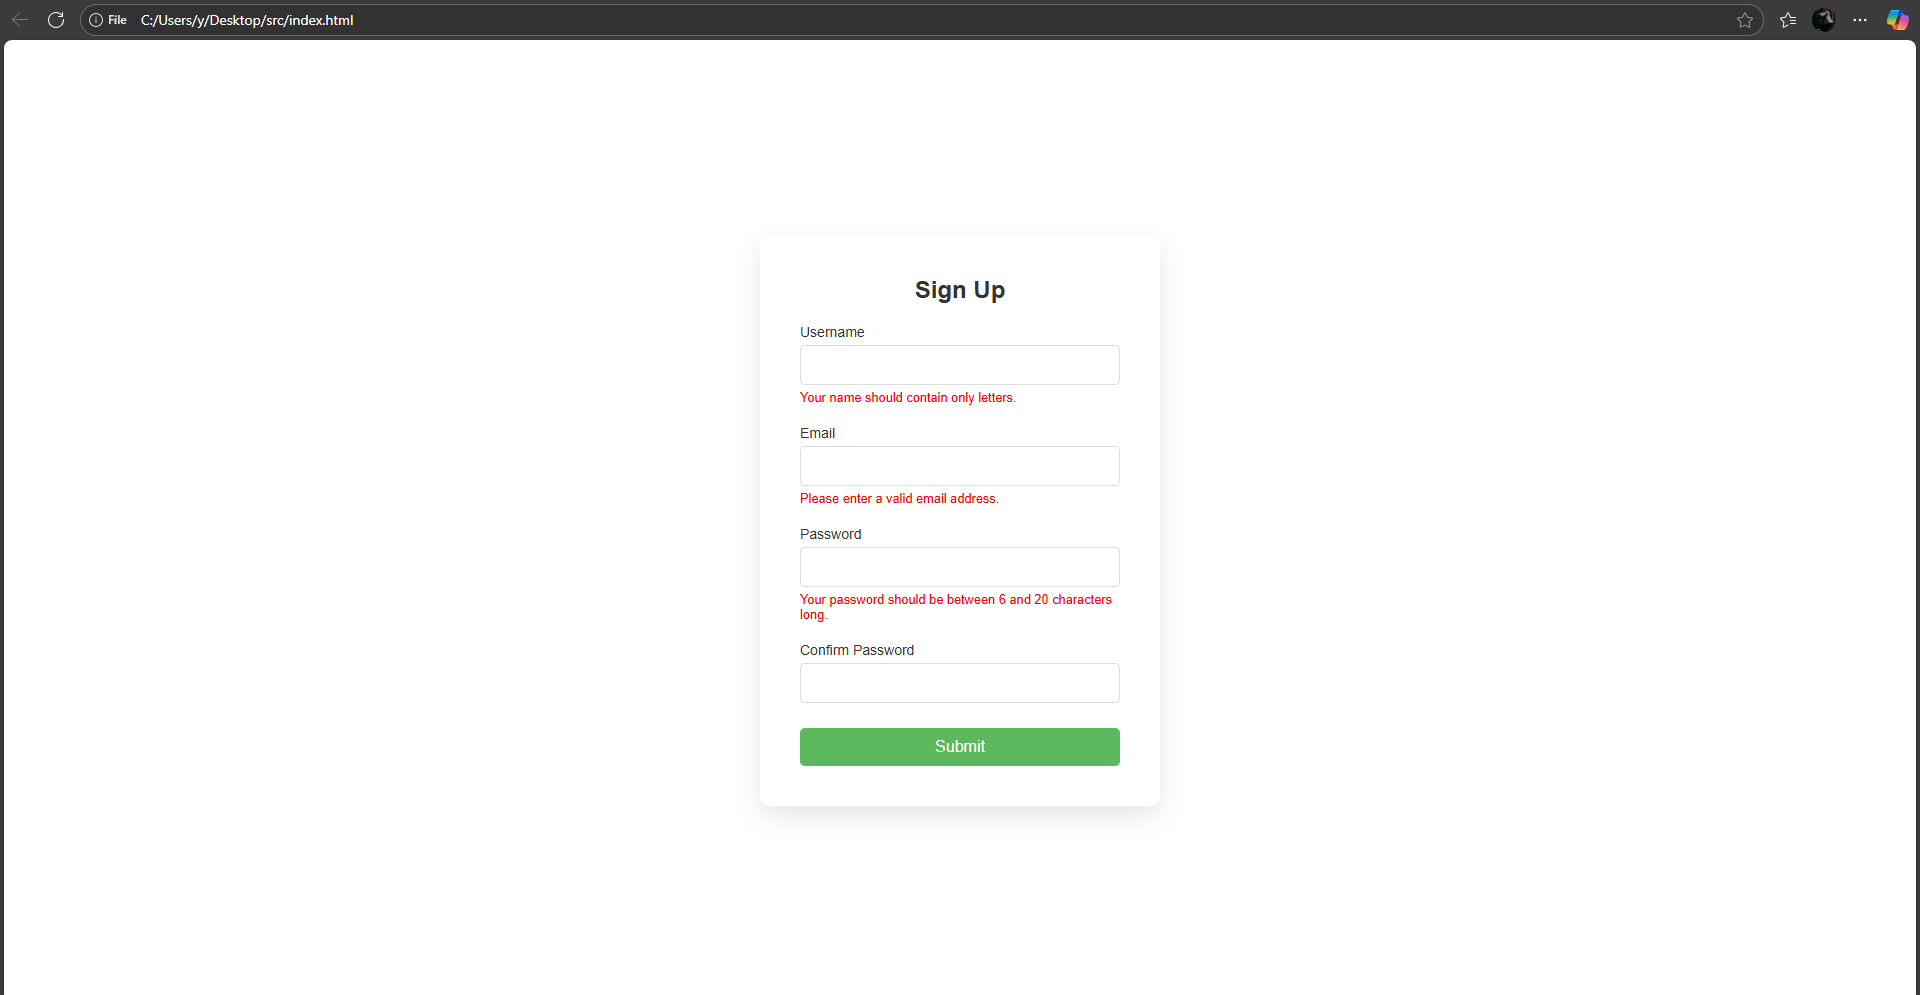 File C:/Users/y/Desktop/src/index.html
Sign Up
Username
Your name should contain only letters.
Email
Please enter a valid email address.
Password
Your password should be between 6 and 20 characters
long.
Confirm Password
Submit